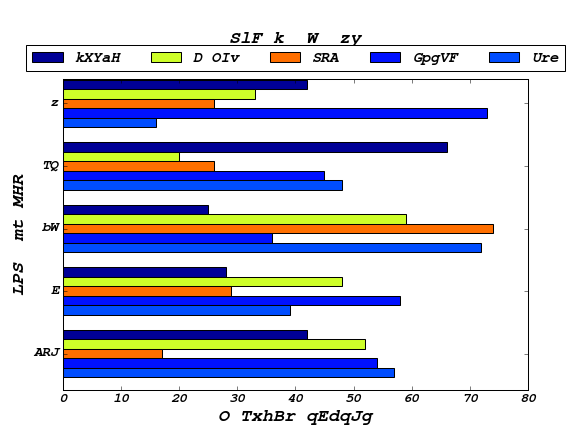 SlF k  W  zy
kXYaH D OIv SRA GpgVF Ure
z
TQ
bW
E
ARJ
LPS  mt MHR
0 10 20 30 40 50 60 70 80
O TxhBr qEdqJg